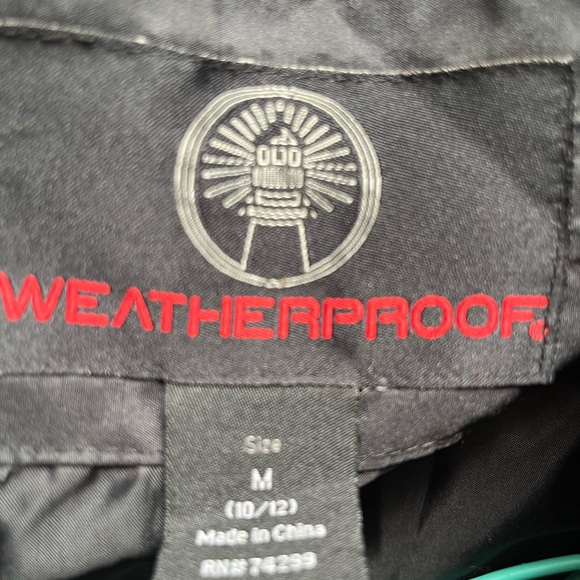 WEATHERPROOF
Size
M
(10/12)
Made in China
RN# 74299